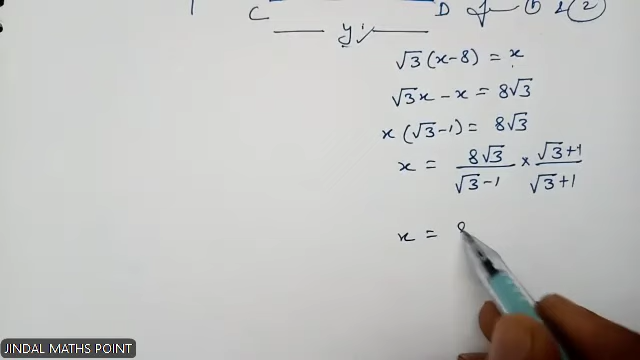 C D
y
√3 (x-8) = x
√3x - x = 8√3
x (√3-1) = 8√3
x = 8√3/√3-1 × √3+1/√3+1
x = 8
JINDAL MATHS POINT